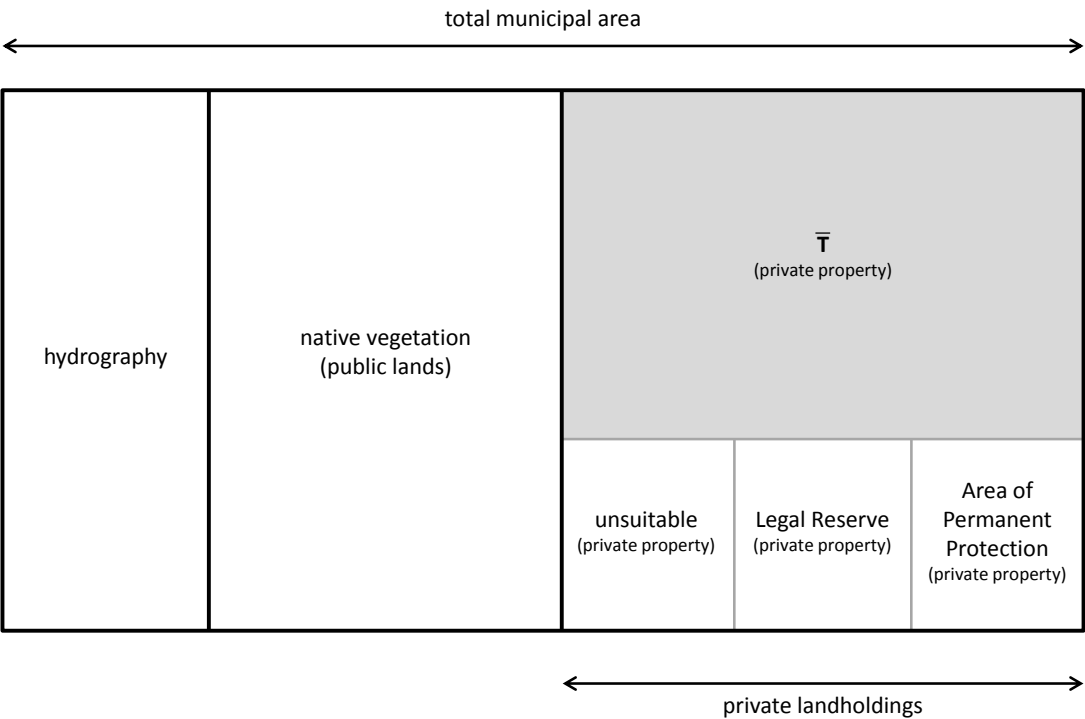 total municipal area
hydrography
native vegetation
(public lands)
T̅
(private property)
unsuitable
(private property)
Legal Reserve
(private property)
Area of
Permanent
Protection
(private property)
private landholdings